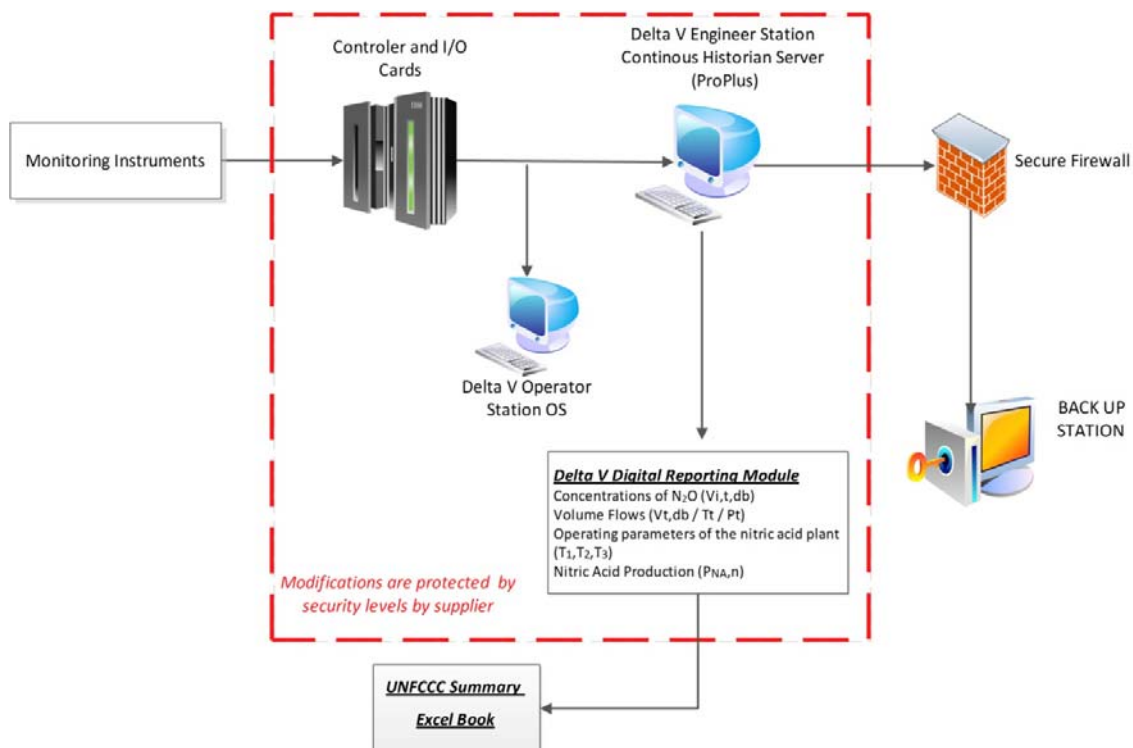 Delta V Engineer Station
Continous Historian Server
(ProPlus)
Controler and I/O
Cards
Monitoring Instruments
Secure Firewall
Delta V Operator
Station OS
BACK UP
STATION
Delta V Digital Reporting Module
Concentrations of N₂O (Vi,t,db)
Volume Flows (Vt,db / Tt / Pt)
Operating parameters of the nitric acid plant
(T₁,T₂,T₃)
Nitric Acid Production (PNA,n)
Modifications are protected by
security levels by supplier
UNFCCC Summary
Excel Book